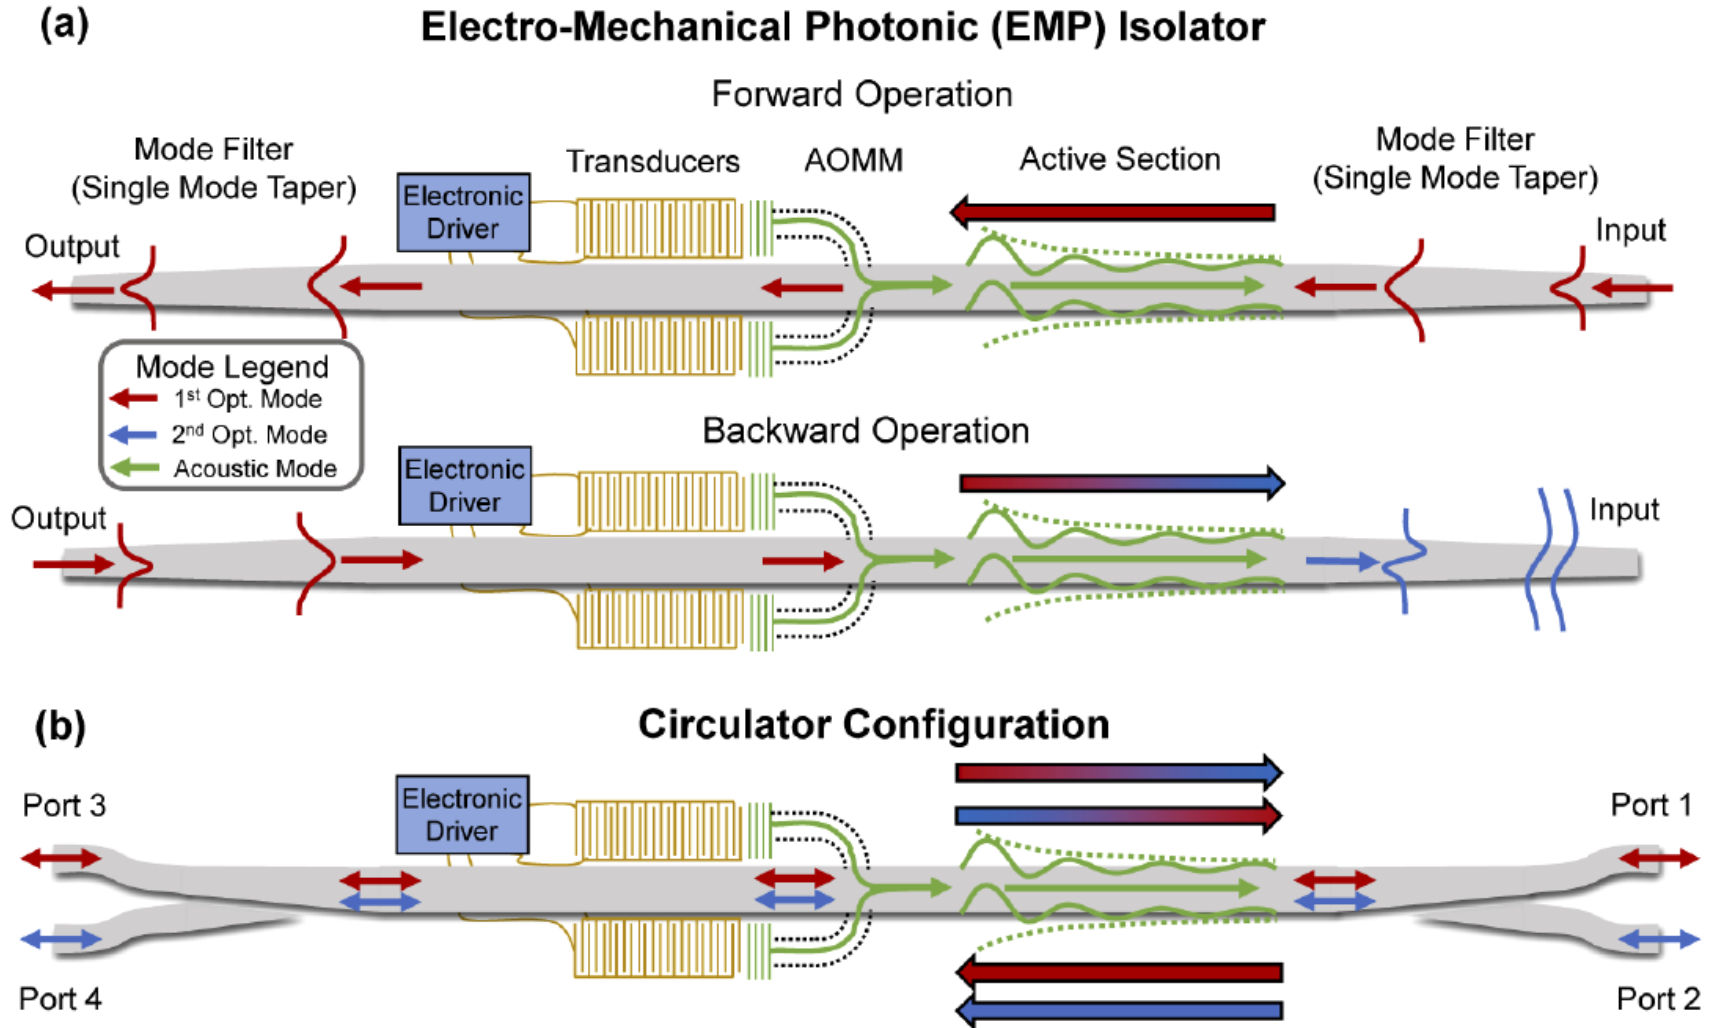 (a)
Electro-Mechanical Photonic (EMP) Isolator
Forward Operation
Mode Filter
(Single Mode Taper)
Transducers
AOMM
Active Section
Mode Filter
(Single Mode Taper)
Electronic
Driver
Output
Input
Mode Legend
1st Opt. Mode
2nd Opt. Mode
Acoustic Mode
Backward Operation
Electronic
Driver
Output
Input
(b)
Circulator Configuration
Electronic
Driver
Port 3
Port 1
Port 4
Port 2